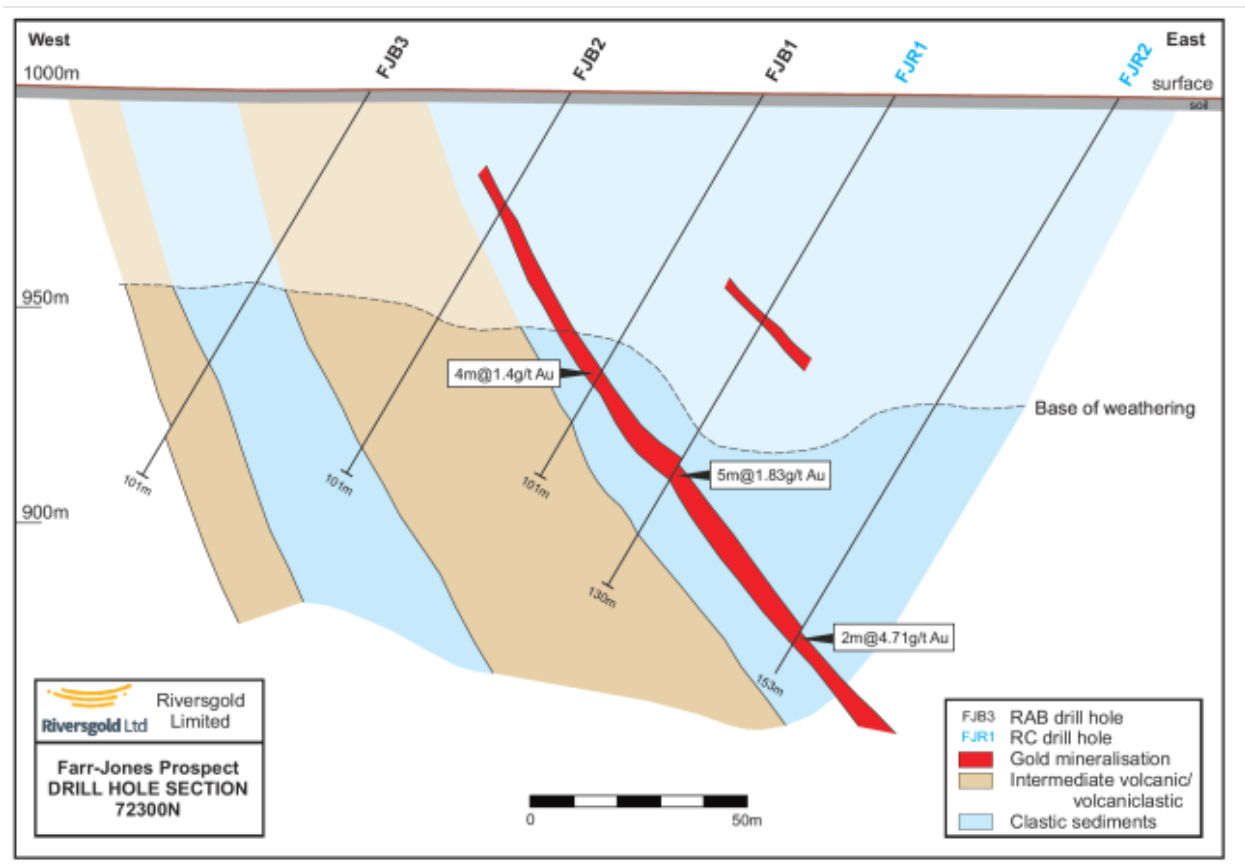 West
East
1000m
FJB3
FJB2
FJB1
FJR1
FJR2
surface
soil
950m
4m@1.4g/t Au
Base of weathering
101m
101m
101m
5m@1.83g/t Au
900m
130m
2m@4.71g/t Au
153m
Riversgold Ltd
Riversgold
Limited
Farr-Jones Prospect
DRILL HOLE SECTION
72300N
0
50m
FJB3 RAB drill hole
FJR1 RC drill hole
Gold mineralisation
Intermediate volcanic/
volcaniclastic
Clastic sediments